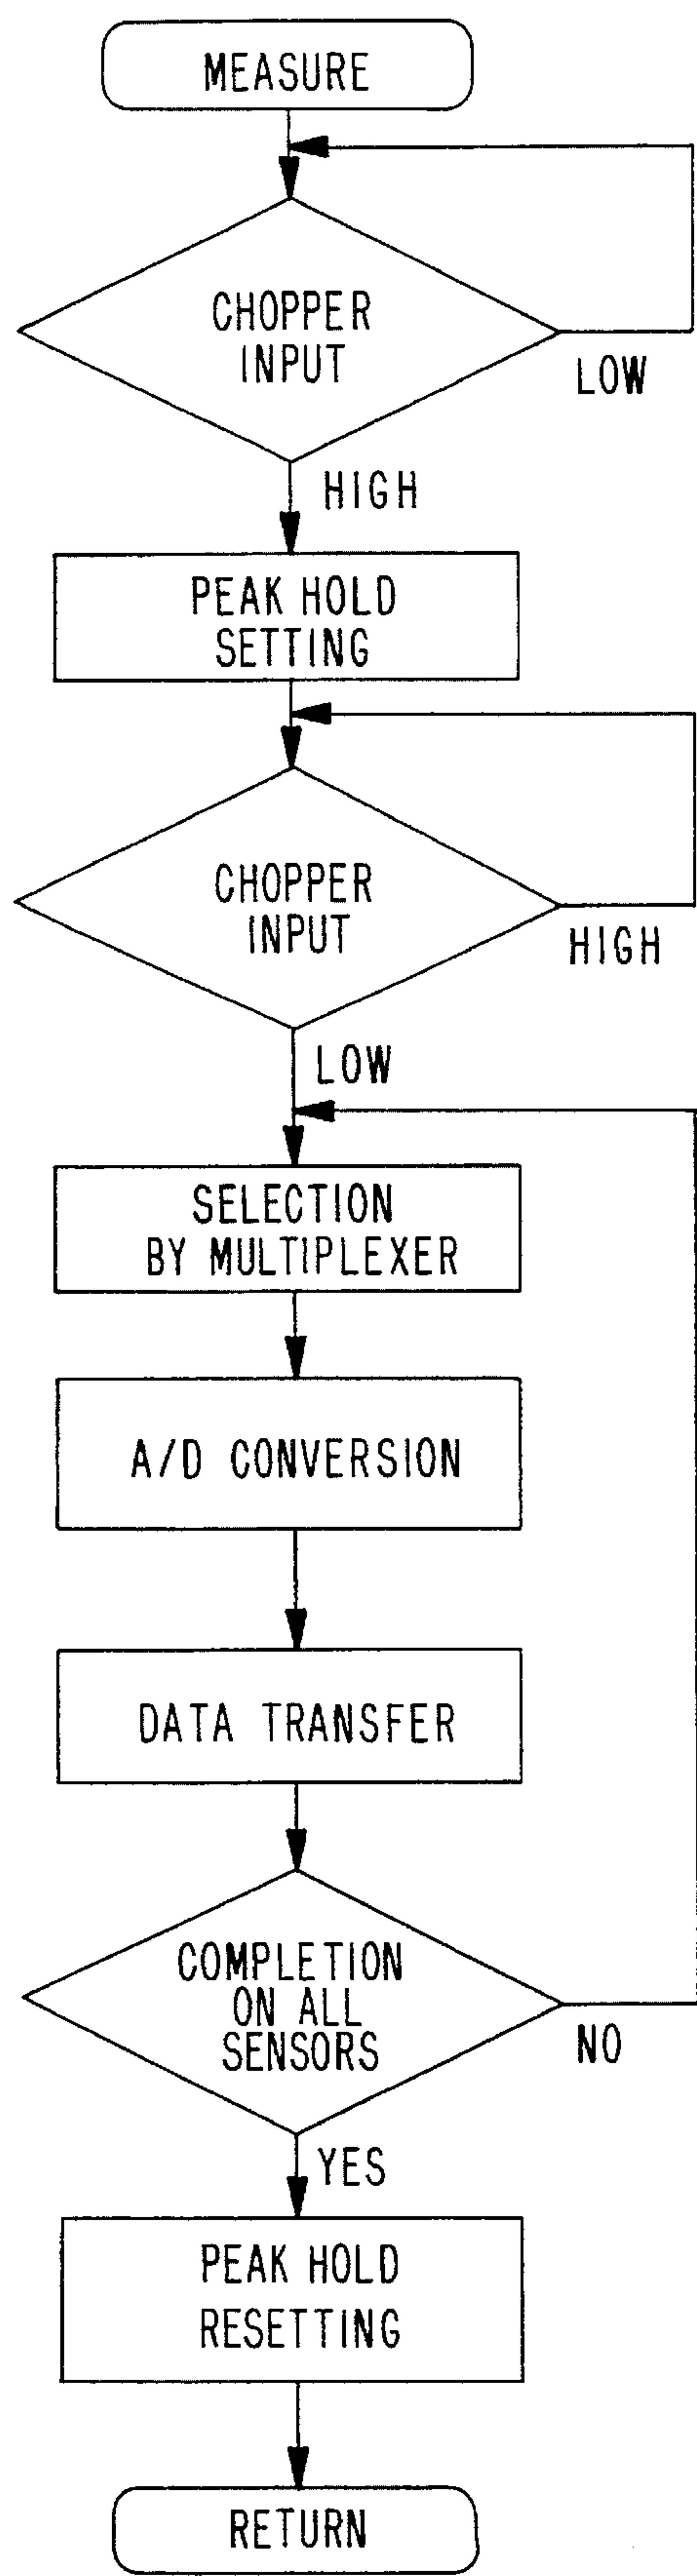 MEASURE
CHOPPER
INPUT
LOW
HIGH
PEAK HOLD
SETTING
CHOPPER
INPUT
HIGH
LOW
SELECTION
BY MULTIPLEXER
A/D CONVERSION
DATA TRANSFER
COMPLETION
ON ALL
SENSORS
NO
YES
PEAK HOLD
RESETTING
RETURN